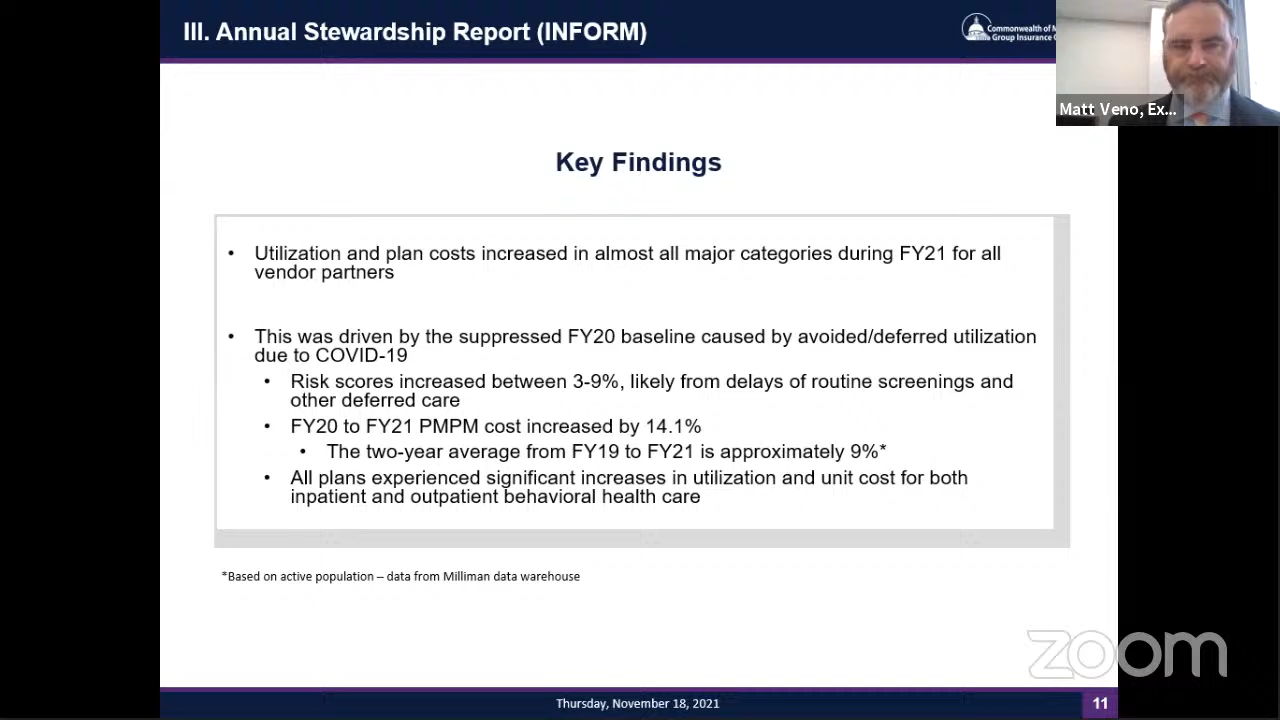 III. Annual Stewardship Report (INFORM)
Commonwealth of M
Group Insurance C
Matt Veno, Ex...
Key Findings
• Utilization and plan costs increased in almost all major categories during FY21 for all
vendor partners
• This was driven by the suppressed FY20 baseline caused by avoided/deferred utilization
due to COVID-19
• Risk scores increased between 3-9%, likely from delays of routine screenings and
other deferred care
• FY20 to FY21 PMPM cost increased by 14.1%
• The two-year average from FY19 to FY21 is approximately 9%*
• All plans experienced significant increases in utilization and unit cost for both
inpatient and outpatient behavioral health care
*Based on active population – data from Milliman data warehouse
zoom
Thursday, November 18, 2021
11